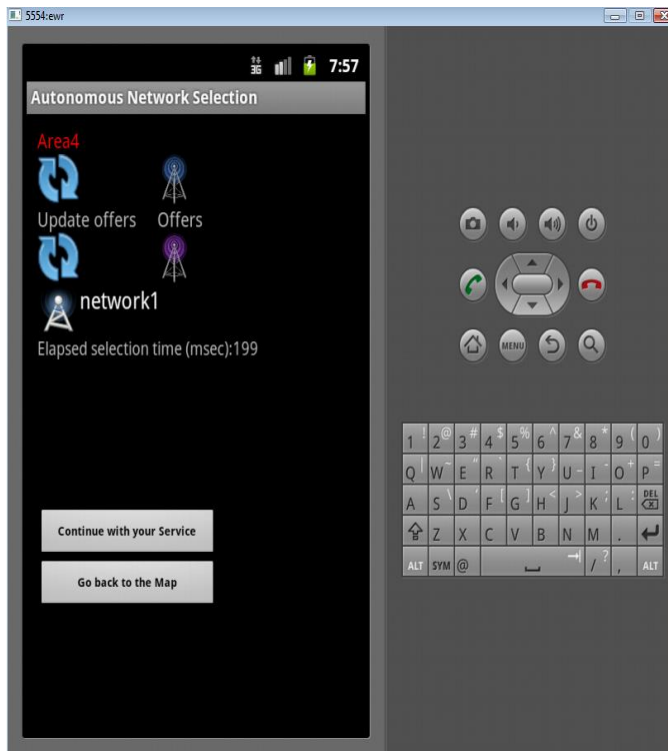 5554:ewr
3G 7:57
Autonomous Network Selection
Area4
Update offers Offers
network1
Elapsed selection time (msec):199
Continue with your Service
Go back to the Map
MENU
1 ! 2 @ 3 # 4 $ 5 % 6 ^ 7 & 8 * 9 ( 0 )
Q | W ~ E " R ` T { Y } U _ I - O + P =
A S \ D ' F [ G ] H < J > K ; L : DEL
Z X C V B N M .
ALT SYM @ / ? , ALT